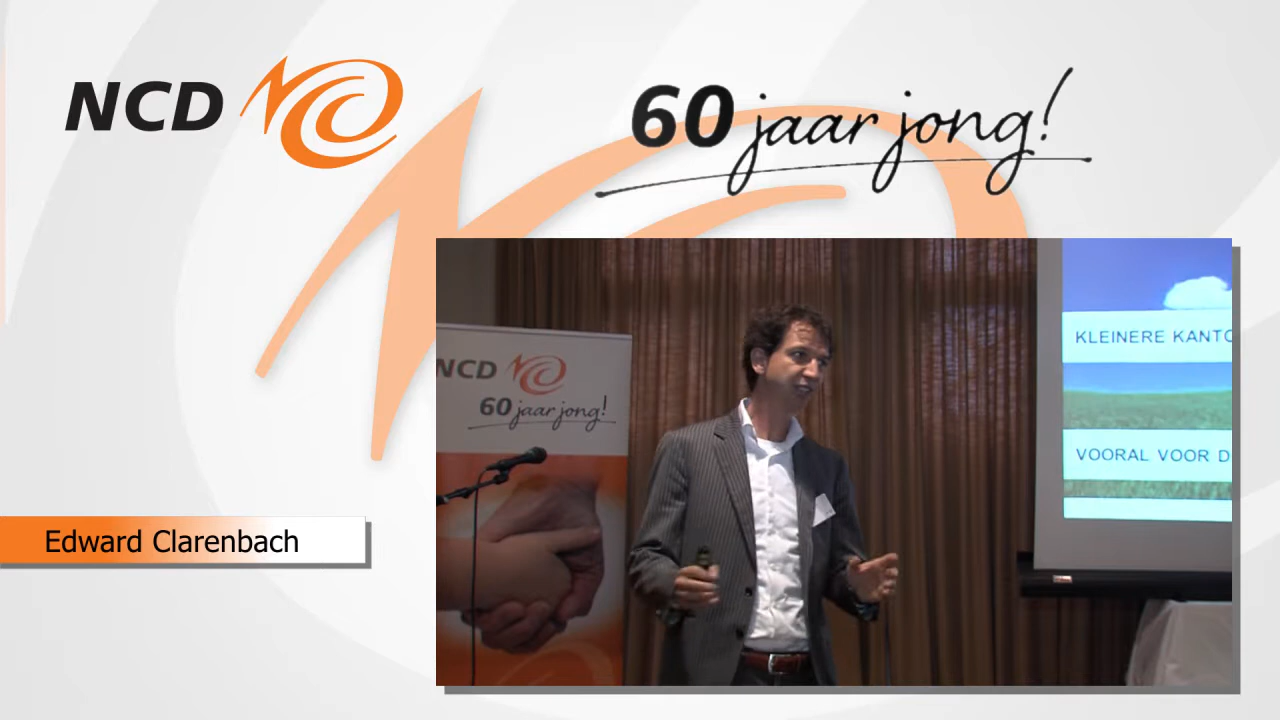 NCD
60 jaar jong!
NCD
60 jaar jong!
KLEINERE KANTO
VOORAL VOOR D
Edward Clarenbach